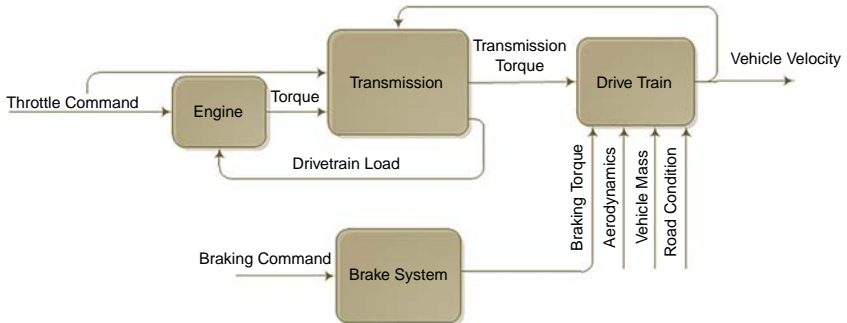 Transmission
Torque
Vehicle Velocity
Transmission
Drive Train
Throttle Command
Torque
Engine
Drivetrain Load
Braking Torque
Aerodynamics
Vehicle Mass
Road Condition
Braking Command
Brake System